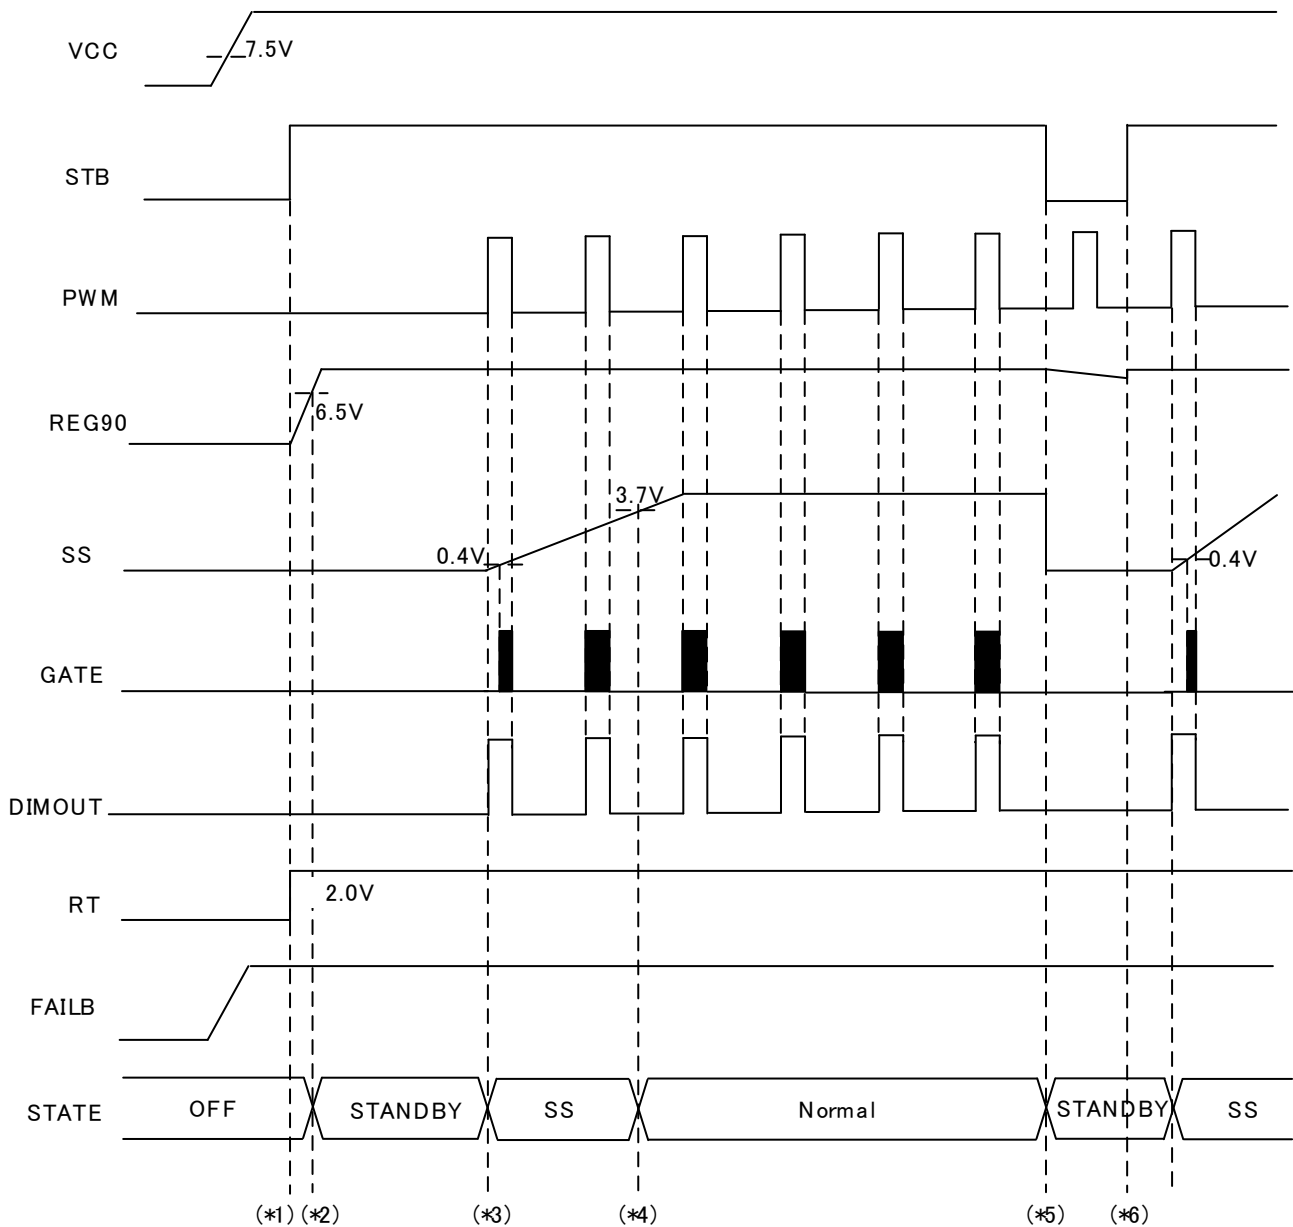 VCC
7.5V
STB
PWM
REG90
6.5V
3.7V
SS
0.4V
0.4V
GATE
DIMOUT
RT
2.0V
FAILB
STATE
OFF
STANDBY
SS
Normal
STANDBY
SS
(*1)
(*2)
(*3)
(*4)
(*5)
(*6)